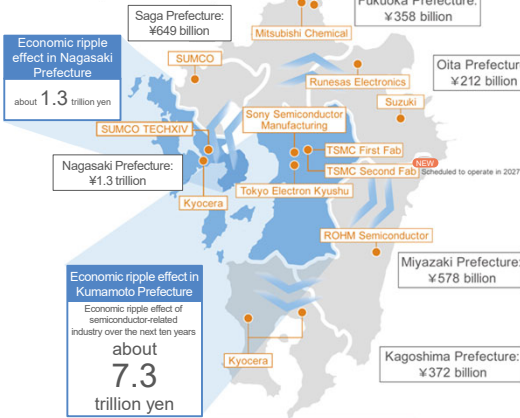 Saga Prefecture:
¥649 billion
Fukuoka Prefecture:
¥358 billion
Mitsubishi Chemical
Economic ripple
effect in Nagasaki
Prefecture
about 1.3 trillion yen
SUMCO
Runesas Electronics
Oita Prefecture
¥212 billion
Suzuki
Sony Semiconductor
Manufacturing
SUMCO TECHXIV
TSMC First Fab
NEW
TSMC Second Fab Scheduled to operate in 2027
Nagasaki Prefecture:
¥1.3 trillion
Tokyo Electron Kyushu
Kyocera
ROHM Semiconductor
Miyazaki Prefecture:
¥578 billion
Economic ripple effect in
Kumamoto Prefecture
Economic ripple effect of
semiconductor-related
industry over the next ten years
about
7.3
trillion yen
Kyocera
Kagoshima Prefecture:
¥372 billion